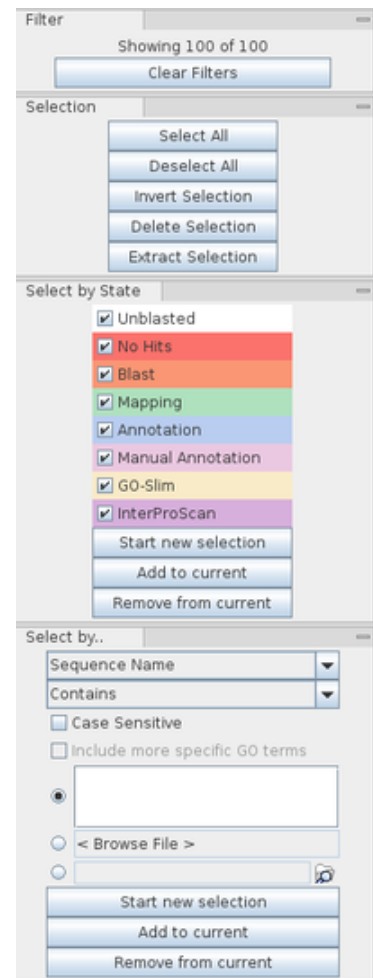 Filter
Showing 100 of 100
Clear Filters
Selection
Select All
Deselect All
Invert Selection
Delete Selection
Extract Selection
Select by State
Unblasted
No Hits
Blast
Mapping
Annotation
Manual Annotation
GO-Slim
InterProScan
Start new selection
Add to current
Remove from current
Select by..
Sequence Name
Contains
Case Sensitive
Include more specific GO terms
< Browse File >
Start new selection
Add to current
Remove from current